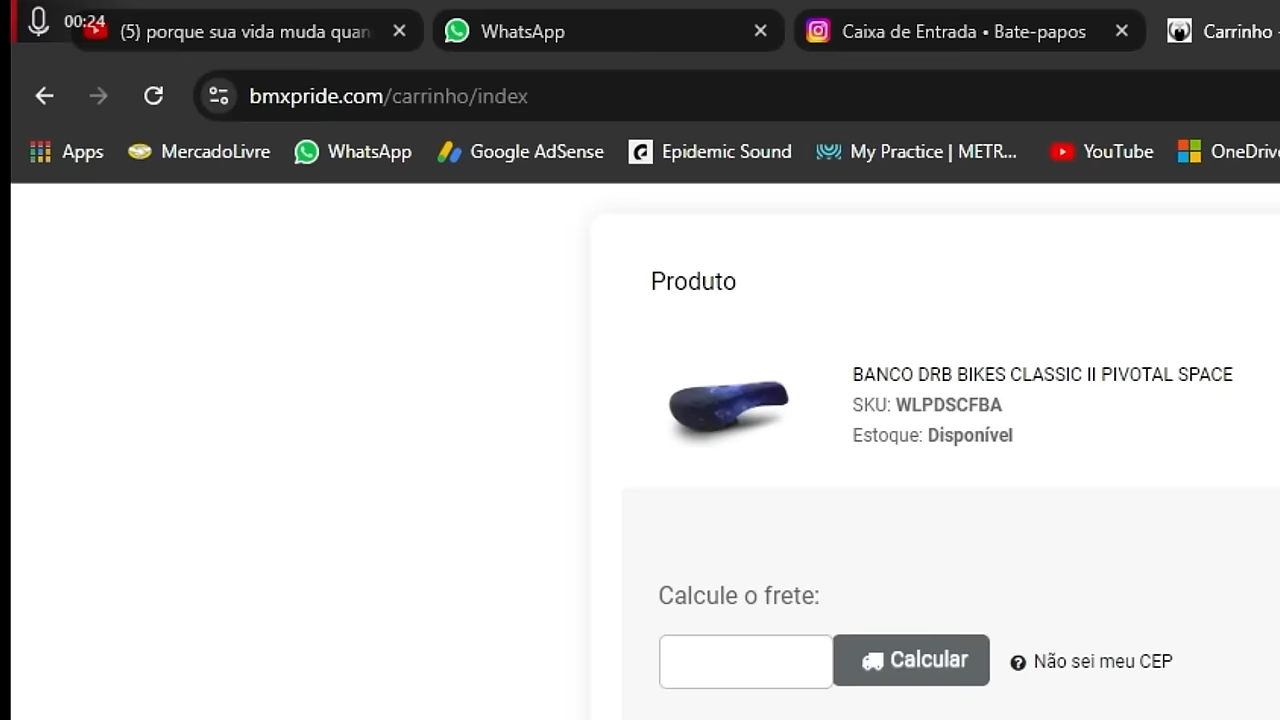 00:24
(5) porque sua vida muda quan
WhatsApp
Caixa de Entrada • Bate-papos
Carrinho
bmxpride.com/carrinho/index
Apps
MercadoLivre
WhatsApp
Google AdSense
Epidemic Sound
My Practice | METR...
YouTube
OneDrive
Produto
BANCO DRB BIKES CLASSIC II PIVOTAL SPACE
SKU: WLPDSCFBA
Estoque: Disponível
Calcule o frete:
Calcular
Não sei meu CEP